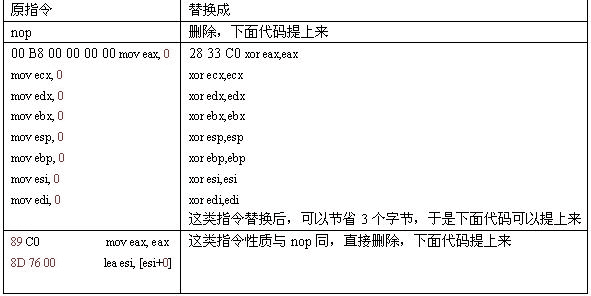 原指令 替换成
nop 删除，下面代码提上来
00 B8 00 00 00 00 mov eax, 0 28 33 C0 xor eax,eax
mov ecx, 0 xor ecx,ecx
mov edx, 0 xor edx,edx
mov ebx, 0 xor ebx,ebx
mov esp, 0 xor esp,esp
mov ebp, 0 xor ebp,ebp
mov esi, 0 xor esi,esi
mov edi, 0 xor edi,edi
这类指令替换后，可以节省 3 个字节，于是下面代码可以提上来
89 C0 mov eax, eax 这类指令性质与 nop 同，直接删除，下面代码提上来
8D 76 00 lea esi, [esi+0]